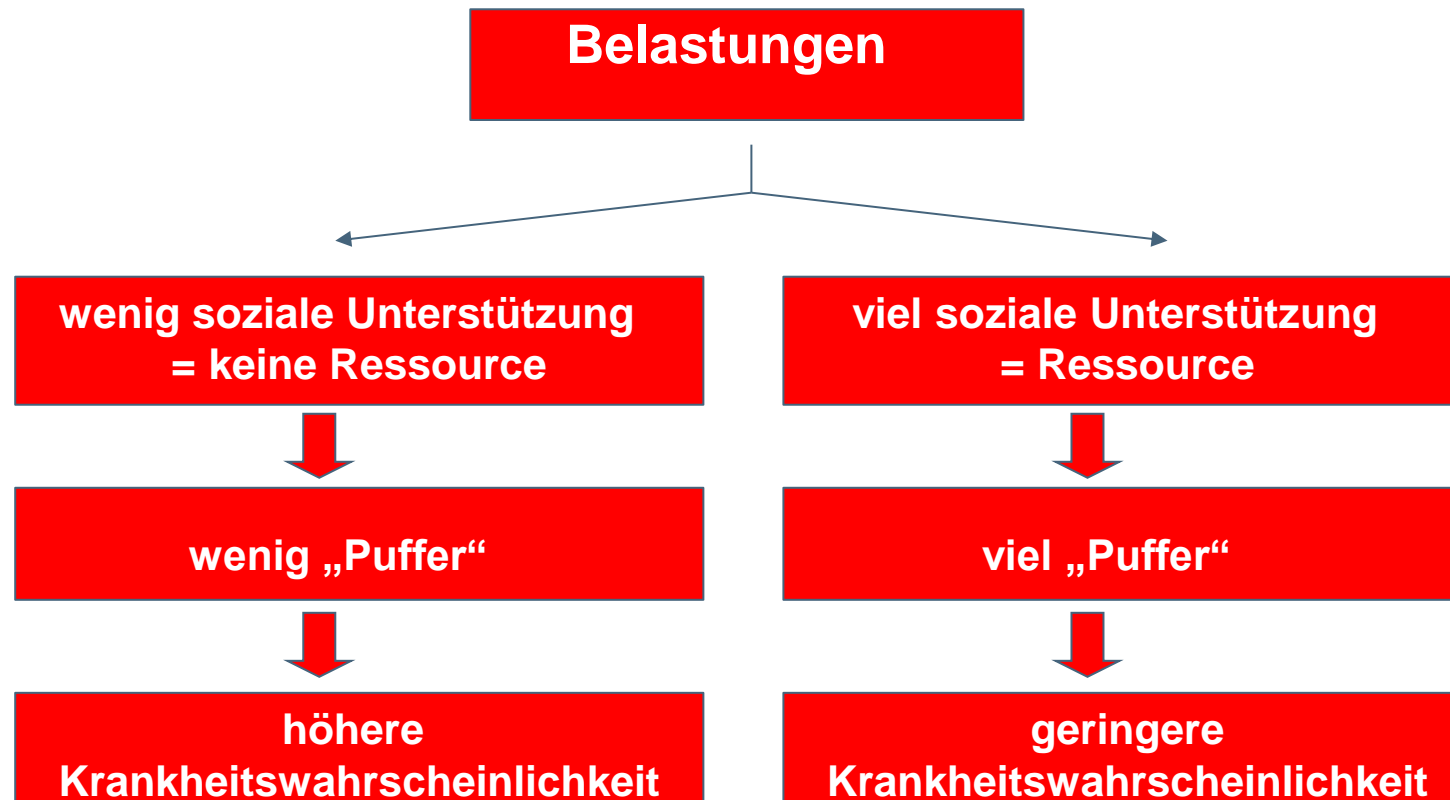 Belastungen
wenig soziale Unterstützung
= keine Ressource
viel soziale Unterstützung
= Ressource
wenig „Puffer“
viel „Puffer“
höhere
Krankheitswahrscheinlichkeit
geringere
Krankheitswahrscheinlichkeit